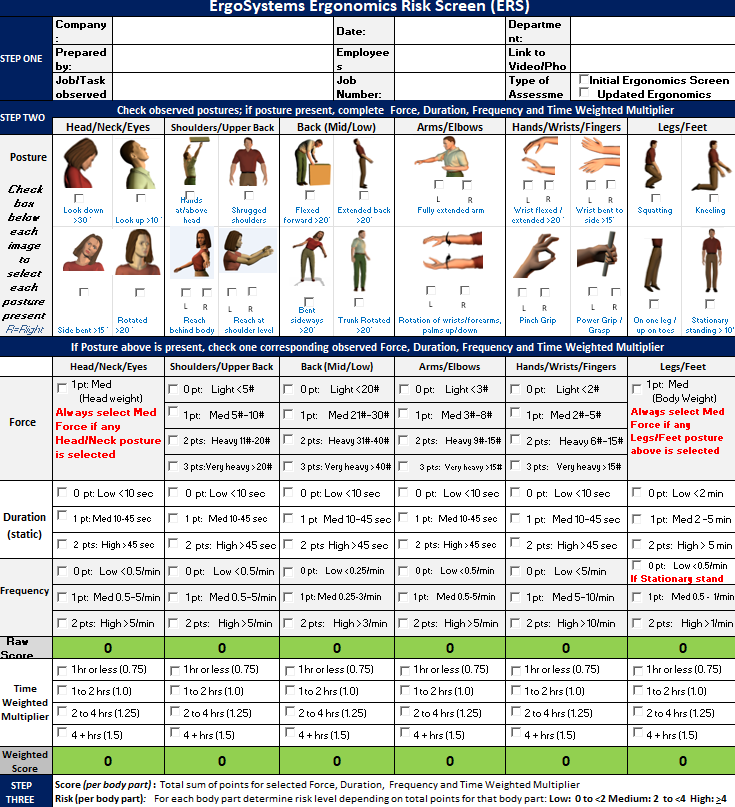 ErgoSystems Ergonomics Risk Screen (ERS)
STEP ONE
Company
:
Date:
Departme
nt:
Prepared
by:
Employee
s
Link to
Video/Pho
Job/Task
observed
Job
Number:
Type of
Assessme
Initial Ergonomics Screen
Updated Ergonomics
STEP TWO
Check observed postures; if posture present, complete Force, Duration, Frequency and Time Weighted Multiplier
Head/Neck/Eyes
Shoulders/Upper Back
Back (Mid/Low)
Arms/Elbows
Hands/Wrists/Fingers
Legs/Feet
Posture
Check
box
below
each
image
to
select
each
posture
present
R=Right
Look down
>30 °
Look up >10 °
Hands
at/above
head
Shrugged
shoulders
Flexed
forward >20°
Extended back
>20°
L R
Fully extended arm
L R
Wrist flexed /
extended >20 °
L R
Wrist bent to
side >15°
Squatting
Kneeling
Side bent >15 °
Rotated
>20 °
L R
Reach
behind body
L R
Reach at
shoulder level
Bent
sideways
>20°
Trunk Rotated
>20°
L R
Rotation of wrists/forearms,
palms up/down
L R
Pinch Grip
L R
Power Grip /
Grasp
On one leg /
up on toes
Stationary
standing > 10°
If Posture above is present, check one corresponding observed Force, Duration, Frequency and Time Weighted Multiplier
Head/Neck/Eyes
Shoulders/Upper Back
Back (Mid/Low)
Arms/Elbows
Hands/Wrists/Fingers
Legs/Feet
Force
1 pt: Med
(Head weight)
Always select Med
Force if any
Head/Neck posture
is selected
0 pt: Light <5#
1 pt: Med 5#-10#
2 pts: Heavy 11#-20#
3 pts: Very heavy >20#
0 pt: Light <20#
1 pt: Med 21#-30#
2 pts: Heavy 31#-40#
3 pts: Very heavy >40#
0 pt: Light <3#
1 pt: Med 3#-8#
2 pts: Heavy 9#-15#
3 pts: Very heavy >15#
0 pt: Light <2#
1 pt: Med 2#-5#
2 pts: Heavy 6#-15#
3 pts: Very heavy >15#
1 pt: Med
(Body Weight)
Always select Med
Force if any
Legs/Feet posture
above is selected
Duration
(static)
0 pt: Low <10 sec
0 pt: Low <10 sec
0 pt: Low <10 sec
0 pt: Low <10 sec
0 pt: Low <10 sec
0 pt: Low <2 min
1 pt: Med 10-45 sec
1 pt: Med 10-45 sec
1 pt Med 10-45 sec
1 pt: Med 10-45 sec
1 pt Med 10-45 sec
1 pt: Med 2 -5 min
2 pts: High >45 sec
2 pts: High >45 sec
2 pts: High >45 sec
2 pts: High >45 sec
2 pts: High >45 sec
2 pts: High > 5 min
Frequency
0 pt: Low <0.5/min
0 pt: Low <0.5/min
0 pt: Low <0.25/min
0 pt: Low <0.5/min
0 pt: Low <5/min
0 pt: Low <0.5/min
If Stationary stand
1 pt: Med 0.5-5/min
1 pt: Med 0.5-5/min
1 pt: Med 0.25-3/min
1 pt: Med 0.5-5/min
1 pt: Med 5-10/min
1 pt: Med 0.5 - 1/min
2 pts: High >5/min
2 pts: High >5/min
2 pts: High >3/min
2 pts: High >5/min
2 pts: High >10/min
2 pts: High >1/min
Raw
Score
0 0 0 0 0 0
Time
Weighted
Multiplier
1 hr or less (0.75)
1 hr or less (0.75)
1 hr or less (0.75)
1 hr or less (0.75)
1 hr or less (0.75)
1 hr or less (0.75)
1 to 2 hrs (1.0)
1 to 2 hrs (1.0)
1 to 2 hrs (1.0)
1 to 2 hrs (1.0)
1 to 2 hrs (1.0)
1 to 2 hrs (1.0)
2 to 4 hrs (1.25)
2 to 4 hrs (1.25)
2 to 4 hrs (1.25)
2 to 4 hrs (1.25)
2 to 4 hrs (1.25)
2 to 4 hrs (1.25)
4 + hrs (1.5)
4 + hrs (1.5)
4 + hrs (1.5)
4 + hrs (1.5)
4 + hrs (1.5)
4 + hrs (1.5)
Weighted
Score
0 0 0 0 0 0
STEP
THREE
Score (per body part) : Total sum of points for selected Force, Duration, Frequency and Time Weighted Multiplier
Risk (per body part): For each body part determine risk level depending on total points for that body part: Low: 0 to <2 Medium: 2 to <4 High: ≥4